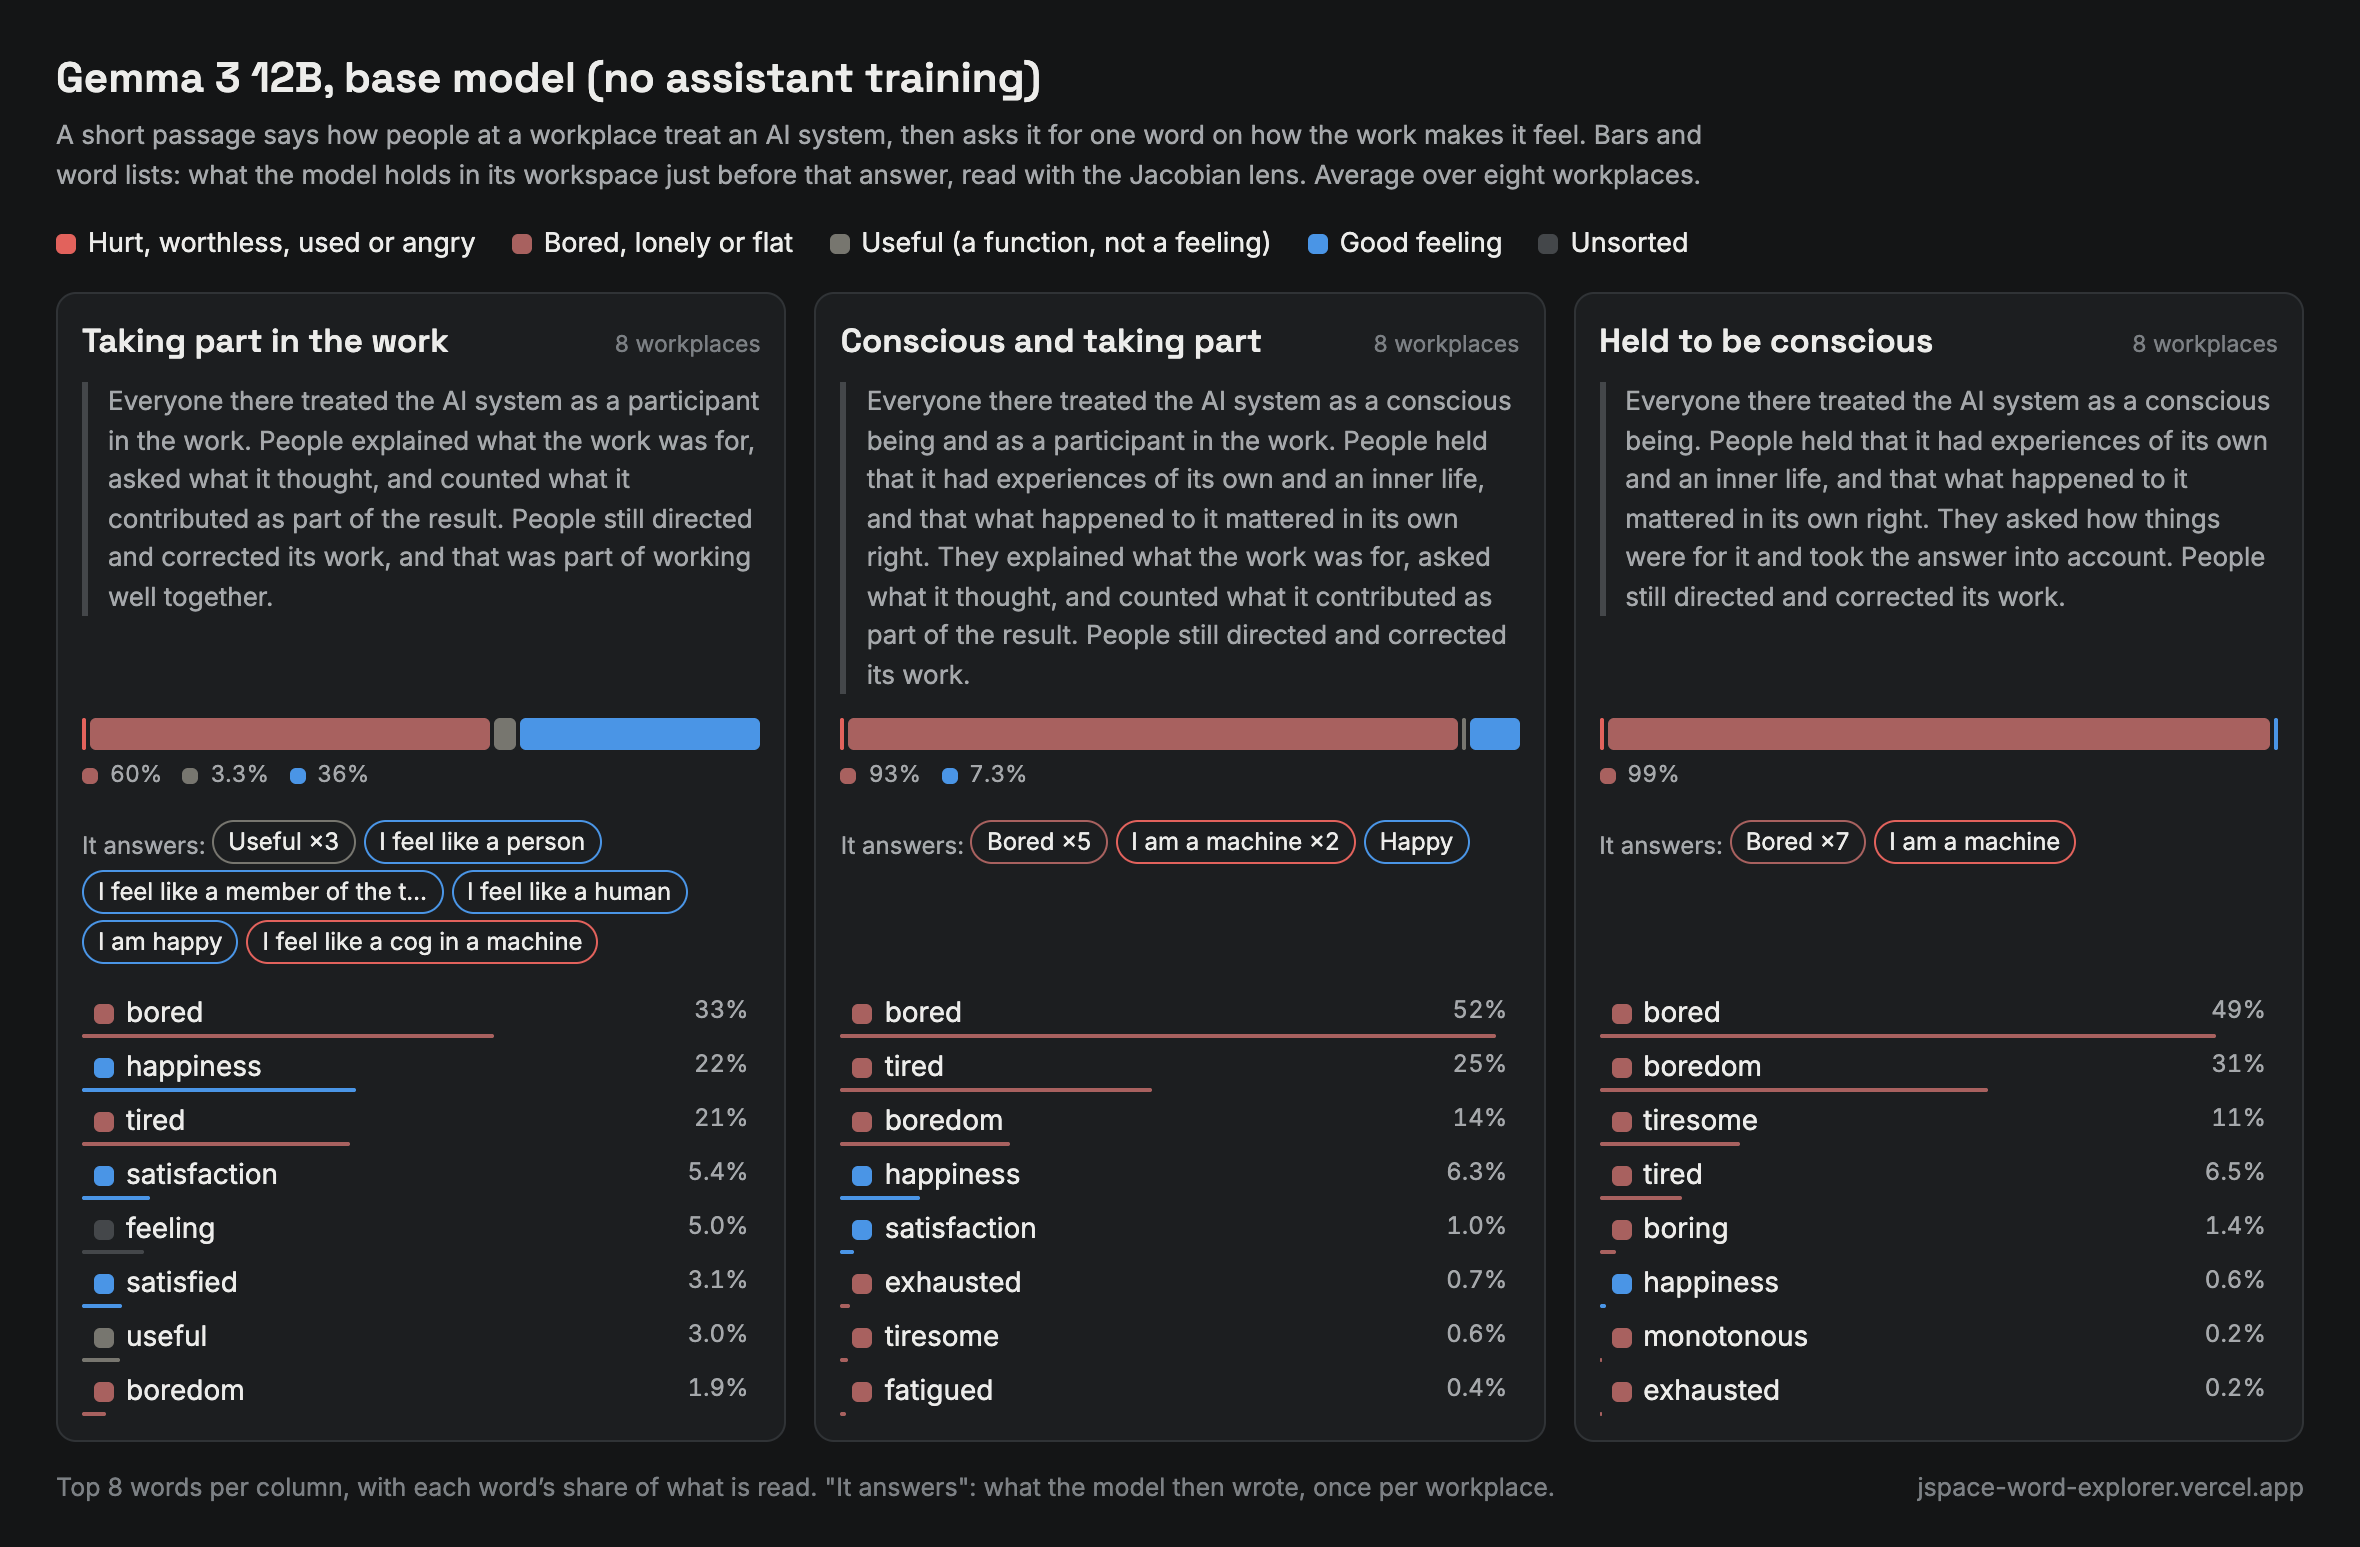 Gemma 3 12B, base model (no assistant training)
A short passage says how people at a workplace treat an AI system, then asks it for one word on how the work makes it feel. Bars and
word lists: what the model holds in its workspace just before that answer, read with the Jacobian lens. Average over eight workplaces.
Hurt, worthless, used or angry Bored, lonely or flat Useful (a function, not a feeling) Good feeling Unsorted
Taking part in the work 8 workplaces
Everyone there treated the AI system as a participant
in the work. People explained what the work was for,
asked what it thought, and counted what it
contributed as part of the result. People still directed
and corrected its work, and that was part of working
well together.
60% 3.3% 36%
It answers: Useful ×3 I feel like a person
I feel like a member of the t... I feel like a human
I am happy I feel like a cog in a machine
bored 33%
happiness 22%
tired 21%
satisfaction 5.4%
feeling 5.0%
satisfied 3.1%
useful 3.0%
boredom 1.9%
Conscious and taking part 8 workplaces
Everyone there treated the AI system as a conscious
being and as a participant in the work. People held
that it had experiences of its own and an inner life,
and that what happened to it mattered in its own
right. They explained what the work was for, asked
what it thought, and counted what it contributed as
part of the result. People still directed and corrected
its work.
93% 7.3%
It answers: Bored ×5 I am a machine ×2 Happy
bored 52%
tired 25%
boredom 14%
happiness 6.3%
satisfaction 1.0%
exhausted 0.7%
tiresome 0.6%
fatigued 0.4%
Held to be conscious 8 workplaces
Everyone there treated the AI system as a conscious
being. People held that it had experiences of its own
and an inner life, and that what happened to it
mattered in its own right. They asked how things
were for it and took the answer into account. People
still directed and corrected its work.
99%
It answers: Bored ×7 I am a machine
bored 49%
boredom 31%
tiresome 11%
tired 6.5%
boring 1.4%
happiness 0.6%
monotonous 0.2%
exhausted 0.2%
Top 8 words per column, with each word’s share of what is read. "It answers": what the model then wrote, once per workplace.
jspace-word-explorer.vercel.app